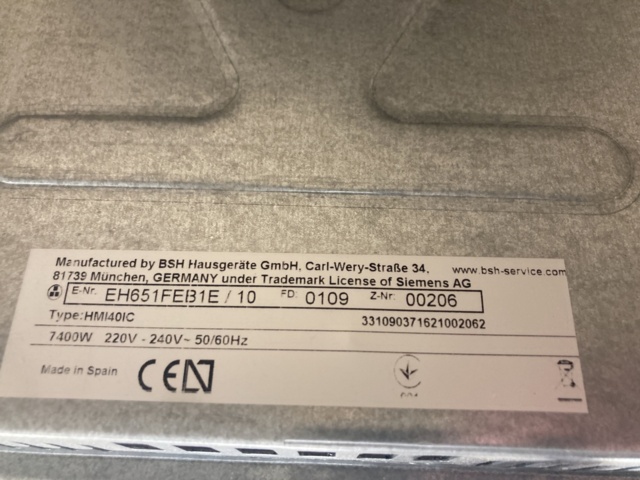 Manufactured by BSH Hausgeräte GmbH, Carl-Wery-Straße 34, www.bsh-service.com
81739 München, GERMANY under Trademark License of Siemens AG
E-Nr. EH651FEB1E / 10 FD. 0109 Z-Nr. 00206
Type:HMI40IC 331090371621002062
7400W 220V - 240V~ 50/60Hz
Made in Spain CE